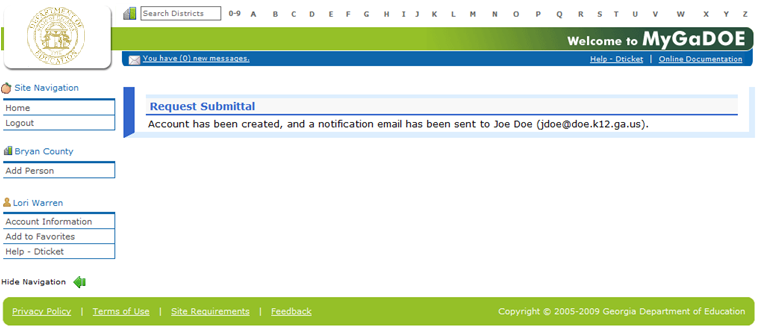 DEPARTMENT OF EDUCATION
Search Districts 0-9 A B C D E F G H I J K L M N O P Q R S T U V W X Y Z
Welcome to MyGaDOE
You have (0) new messages. Help - Dticket | Online Documentation
Site Navigation
Home
Logout
Bryan County
Add Person
Lori Warren
Account Information
Add to Favorites
Help - Dticket
Hide Navigation
Request Submittal
Account has been created, and a notification email has been sent to Joe Doe (jdoe@doe.k12.ga.us).
Privacy Policy | Terms of Use | Site Requirements | Feedback Copyright © 2005-2009 Georgia Department of Education